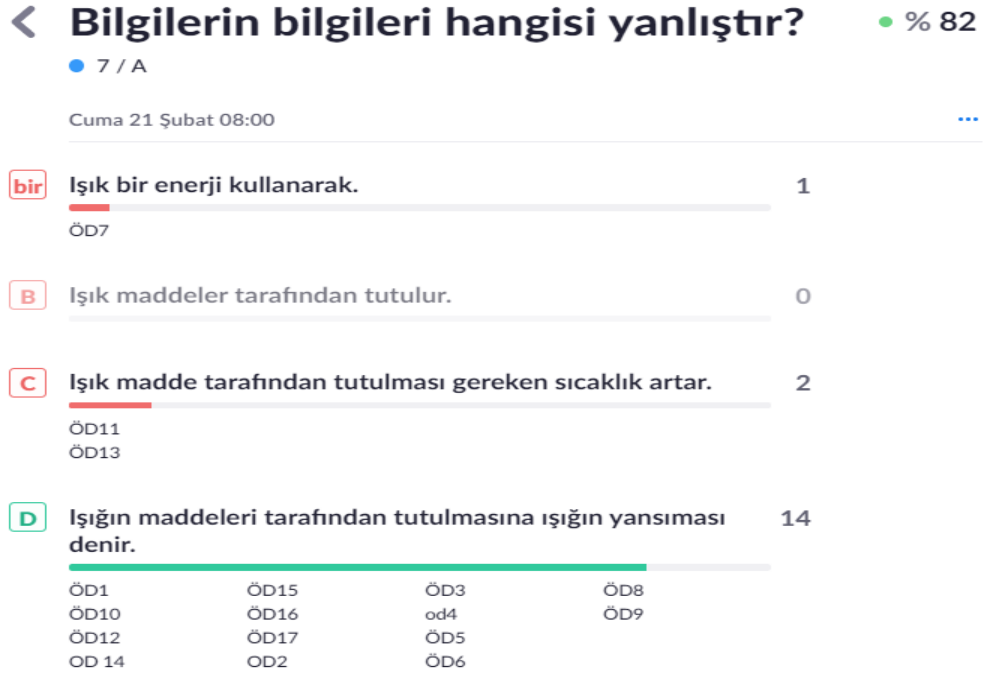 Bilgilerin bilgileri hangisi yanlıştır?
% 82
7 / A
Cuma 21 Şubat 08:00
bir Işık bir enerji kullanarak. 1
ÖD7
B Işık maddeler tarafından tutulur. 0
C Işık madde tarafından tutulması gereken sıcaklık artar. 2
ÖD11
ÖD13
D Işığın maddeleri tarafından tutulmasına ışığın yansıması 14
denir.
ÖD1 ÖD15 ÖD3 ÖD8
ÖD10 ÖD16 od4 ÖD9
ÖD12 ÖD17 ÖD5
OD 14 OD2 ÖD6